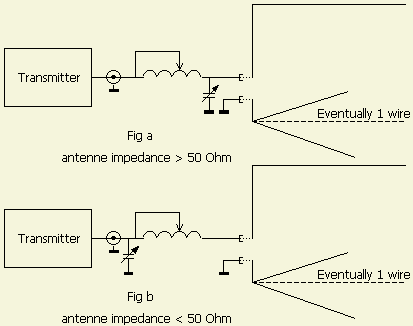 Transmitter
Eventually 1 wire
Fig a
antenne impedance > 50 Ohm
Transmitter
Eventually 1 wire
Fig b
antenne impedance < 50 Ohm